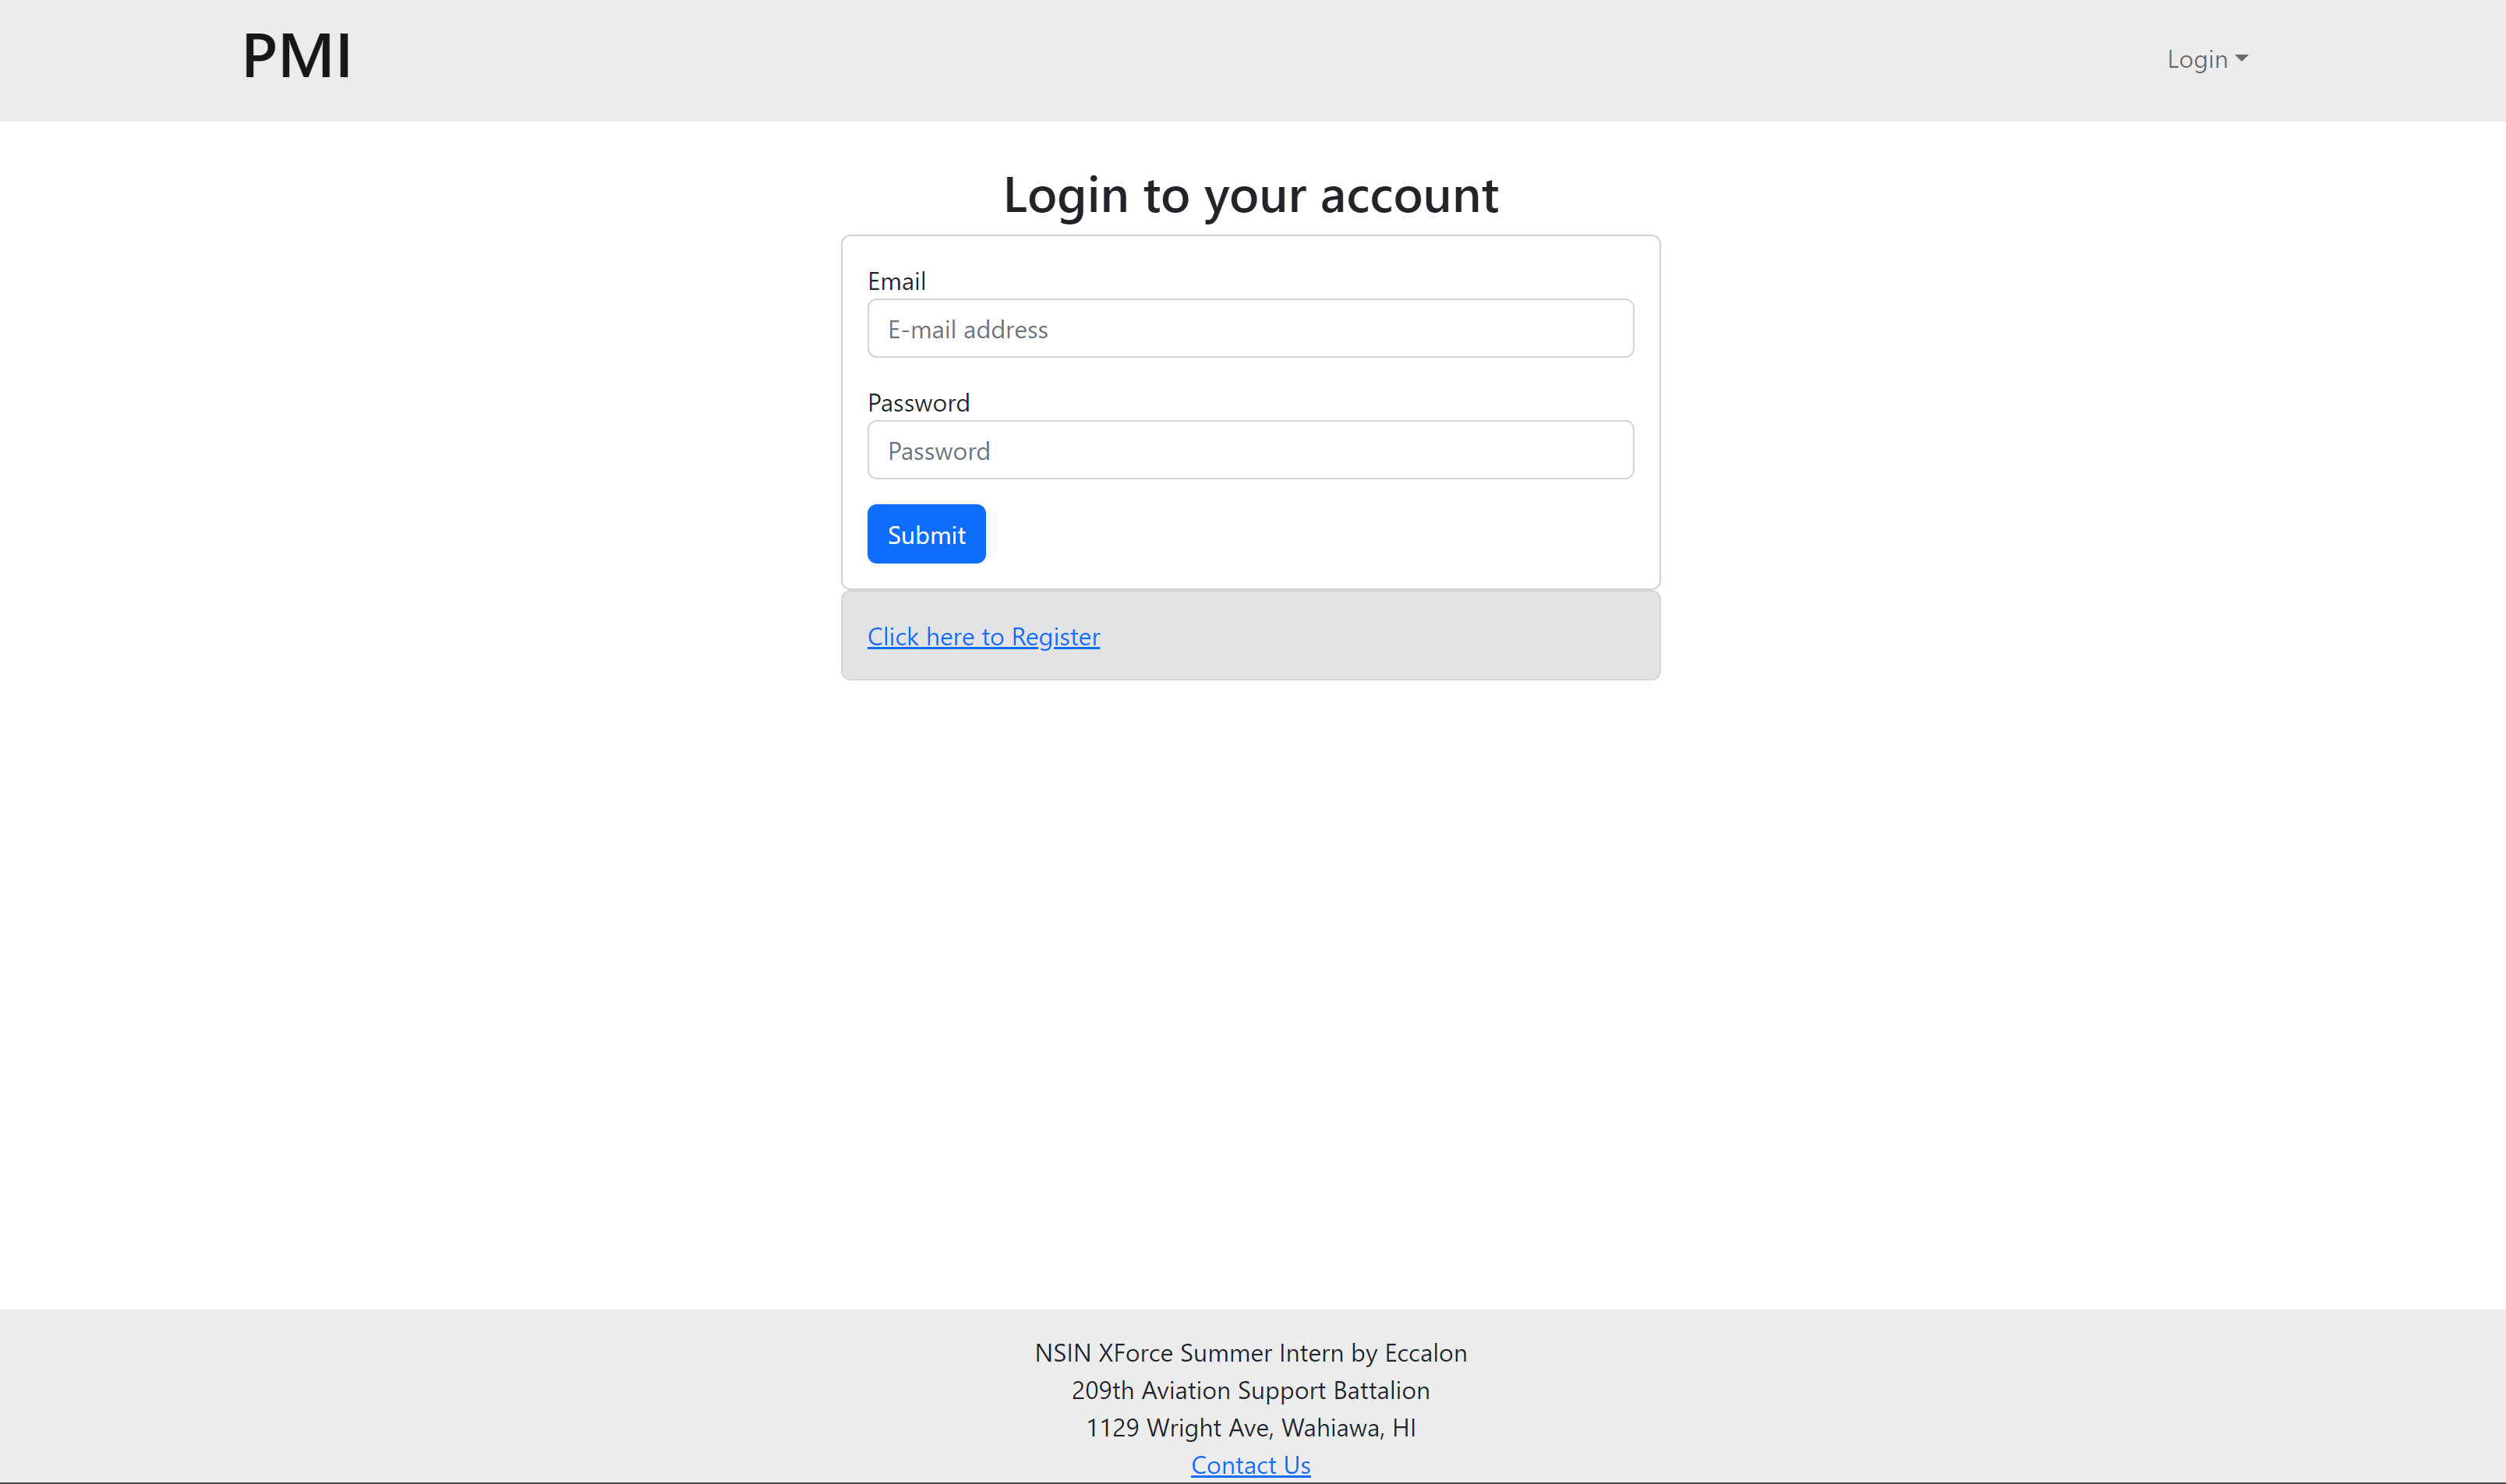 PMI
Login
Login to your account
Email
E-mail address
Password
Password
Submit
Click here to Register
NSIN XForce Summer Intern by Eccalon
209th Aviation Support Battalion
1129 Wright Ave, Wahiawa, HI
Contact Us